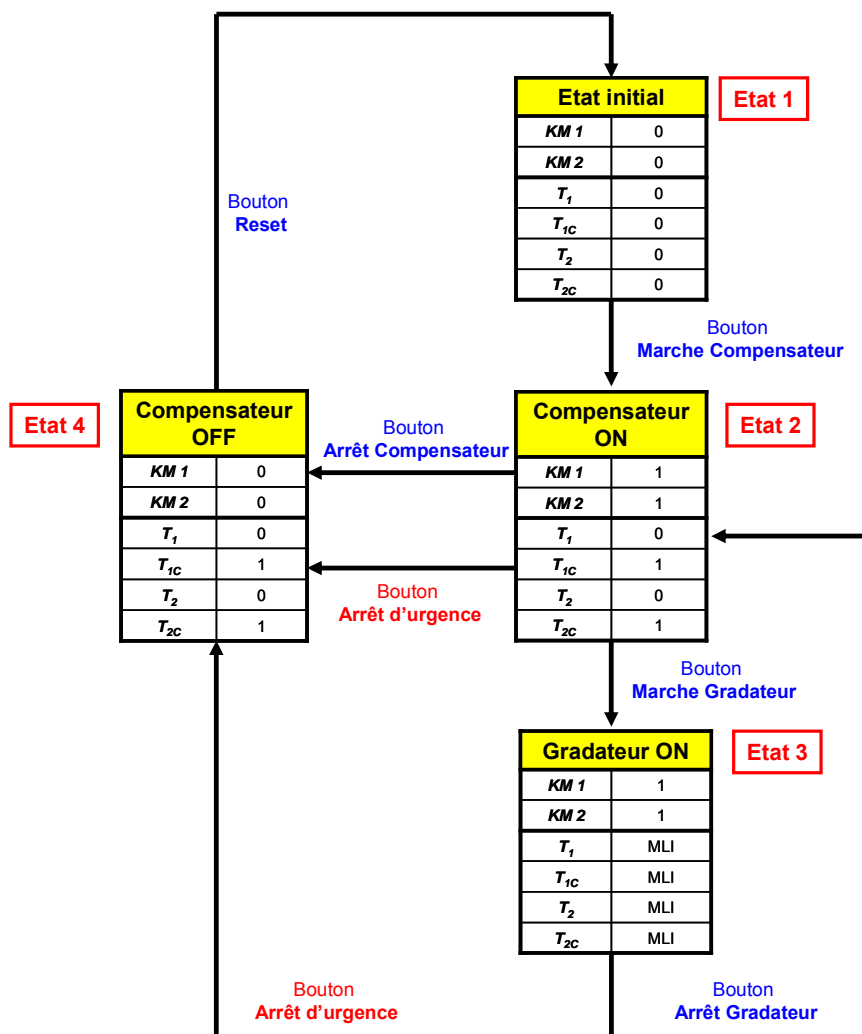 Etat initial
Etat 1
KM 1 0
KM 2 0
T1 0
T1C 0
T2 0
T2C 0
Bouton
Reset
Bouton
Marche Compensateur
Etat 4
Compensateur
OFF
KM 1 0
KM 2 0
T1 0
T1C 1
T2 0
T2C 1
Bouton
Arrêt Compensateur
Bouton
Arrêt d'urgence
Compensateur
ON
Etat 2
KM 1 1
KM 2 1
T1 0
T1C 1
T2 0
T2C 1
Bouton
Marche Gradateur
Gradateur ON
Etat 3
KM 1 1
KM 2 1
T1 MLI
T1C MLI
T2 MLI
T2C MLI
Bouton
Arrêt d'urgence
Bouton
Arrêt Gradateur